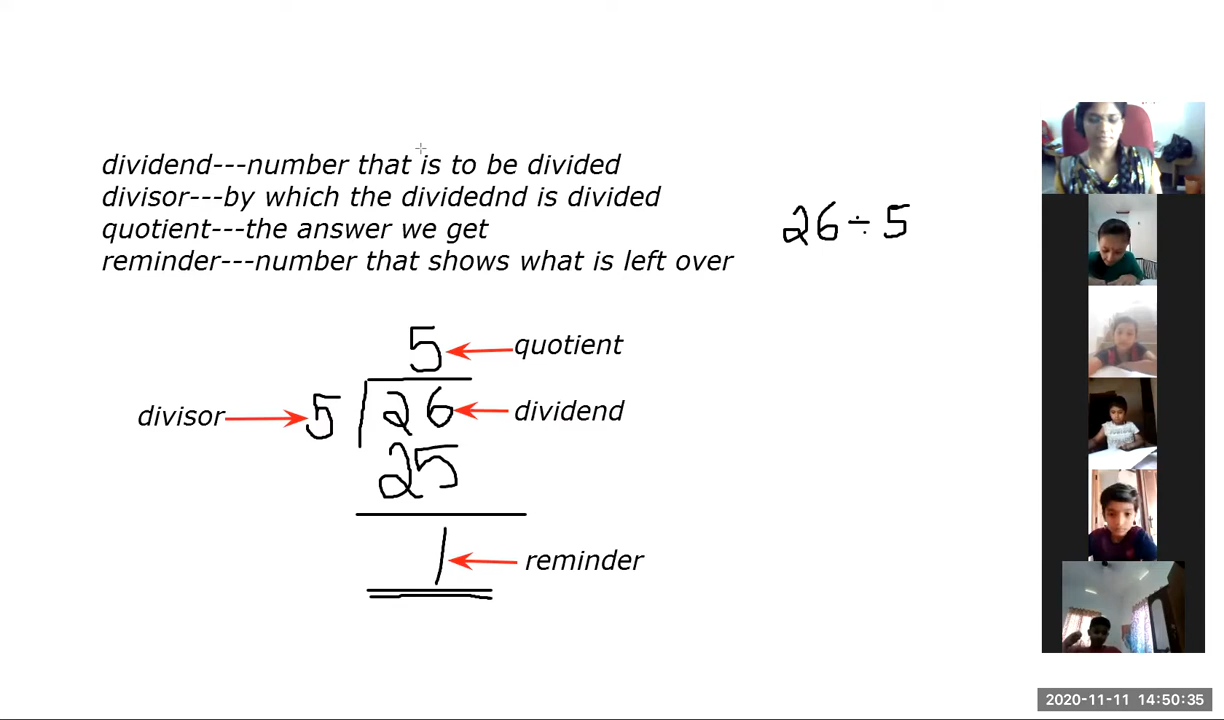 dividend---number that is to be divided
divisor---by which the dividednd is divided
quotient---the answer we get
reminder---number that shows what is left over
26 ÷ 5
5
quotient
divisor
5
26
dividend
25
1
reminder
2020-11-11 14:50:35